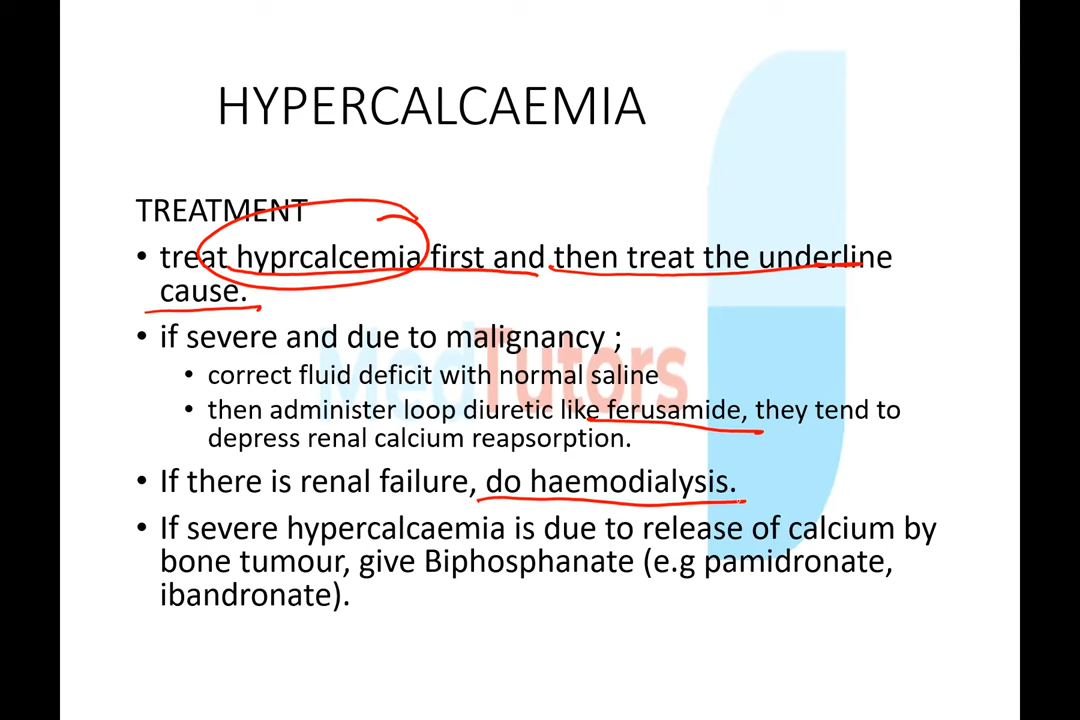 HYPERCALCAEMIA
TREATMENT
• treat hyprcalcemia first and then treat the underline
cause.
• if severe and due to malignancy ;
• correct fluid deficit with normal saline
• then administer loop diuretic like ferusamide, they tend to
depress renal calcium reapsorption.
• If there is renal failure, do haemodialysis.
• If severe hypercalcaemia is due to release of calcium by
bone tumour, give Biphosphanate (e.g pamidronate,
ibandronate).
MedTutors